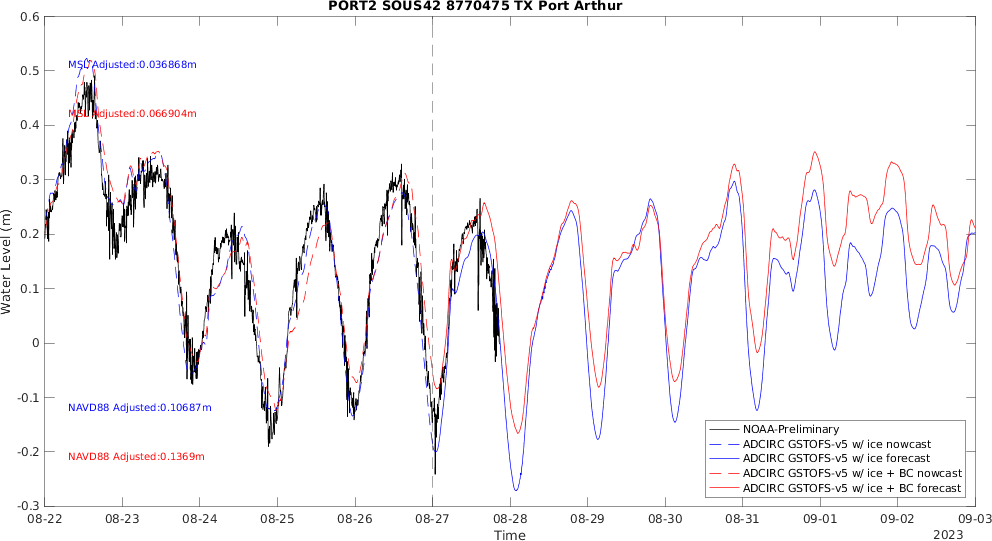 PORT2 SOUS42 8770475 TX Port Arthur
0.6
0.5
0.4
0.3
0.2
0.1
0
-0.1
-0.2
-0.3
Water Level (m)
MSL Adjusted:0.036868m
MSL Adjusted:0.066904m
NAVD88 Adjusted:0.10687m
NAVD88 Adjusted:0.1369m
NOAA-Preliminary
ADCIRC GSTOFS-v5 w/ ice nowcast
ADCIRC GSTOFS-v5 w/ ice forecast
ADCIRC GSTOFS-v5 w/ ice + BC nowcast
ADCIRC GSTOFS-v5 w/ ice + BC forecast
08-22 08-23 08-24 08-25 08-26 08-27 08-28 08-29 08-30 08-31 09-01 09-02 09-03
Time
2023